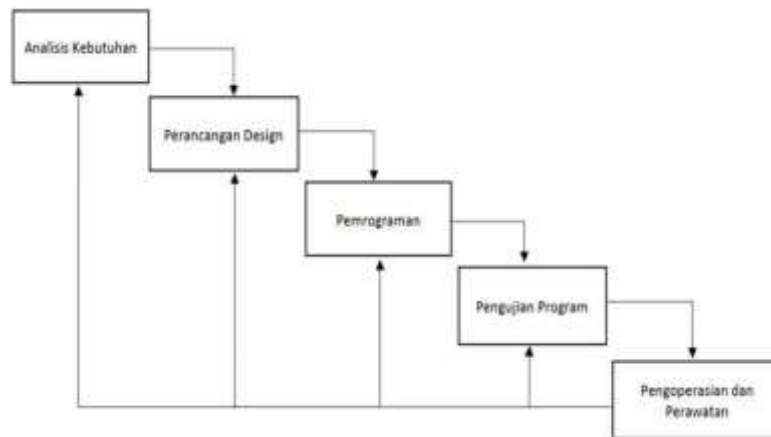 Analisis Kebutuhan
Perancangan Design
Pemrograman
Pengujian Program
Pengoperasian dan
Perawatan